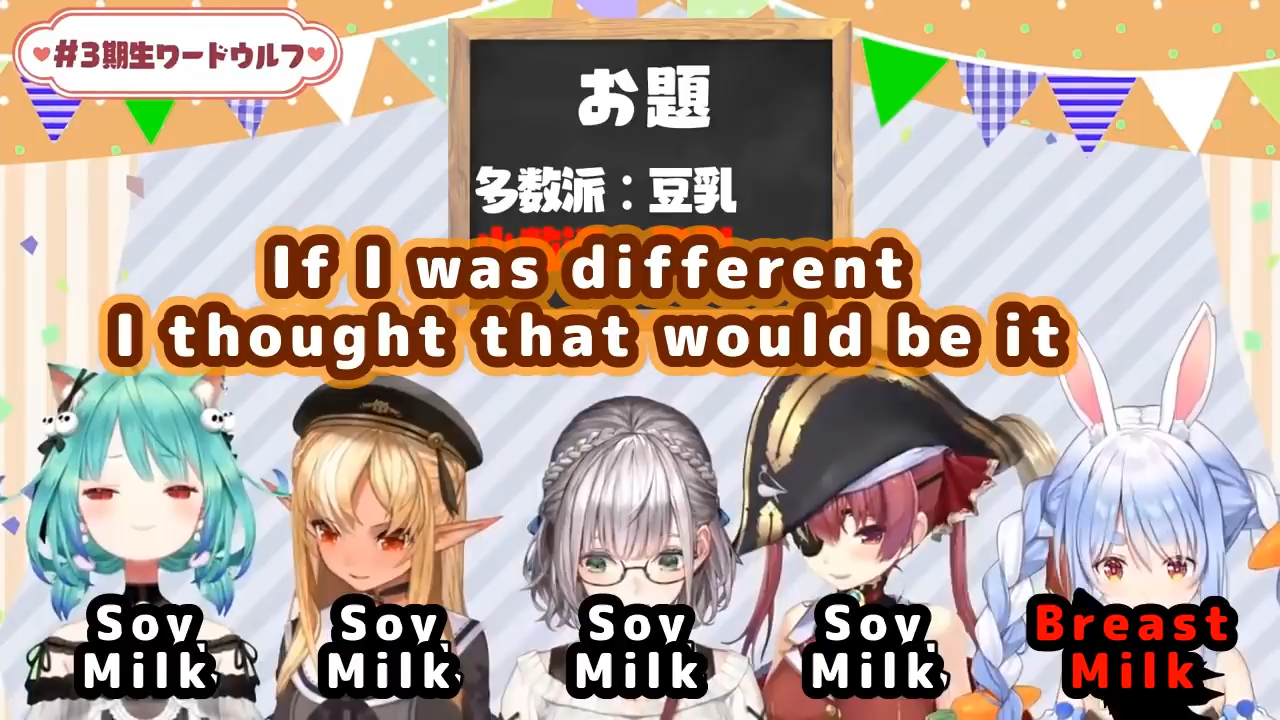 #3期生ワードウルフ
お題
多数派：豆乳
If I was different
I thought that would be it
Soy
Milk
Soy
Milk
Soy
Milk
Soy
Milk
Breast
Milk